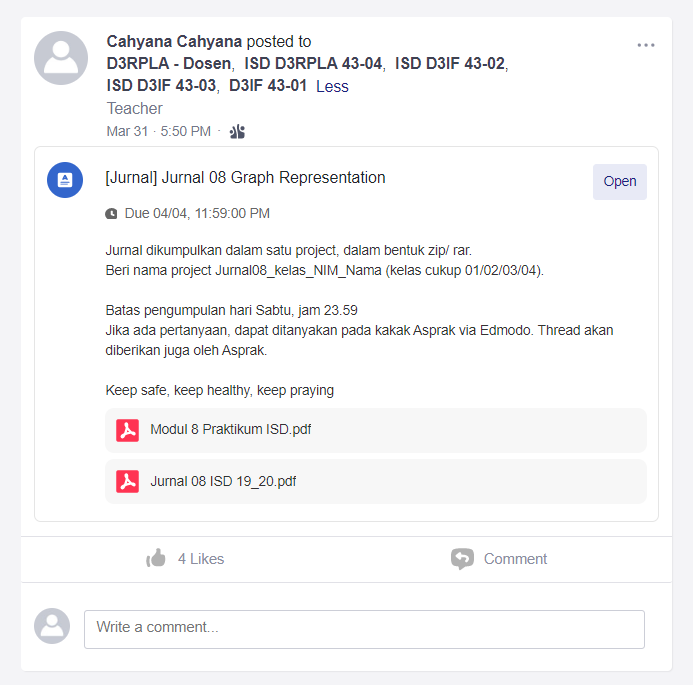 Cahyana Cahyana posted to
D3RPLA - Dosen, ISD D3RPLA 43-04, ISD D3IF 43-02,
ISD D3IF 43-03, D3IF 43-01 Less
Teacher
Mar 31 · 5:50 PM ·
[Jurnal] Jurnal 08 Graph Representation
Open
Due 04/04, 11:59:00 PM
Jurnal dikumpulkan dalam satu project, dalam bentuk zip/ rar.
Beri nama project Jurnal08_kelas_NIM_Nama (kelas cukup 01/02/03/04).
Batas pengumpulan hari Sabtu, jam 23.59
Jika ada pertanyaan, dapat ditanyakan pada kakak Asprak via Edmodo. Thread akan
diberikan juga oleh Asprak.
Keep safe, keep healthy, keep praying
Modul 8 Praktikum ISD.pdf
Jurnal 08 ISD 19_20.pdf
4 Likes
Comment
Write a comment...